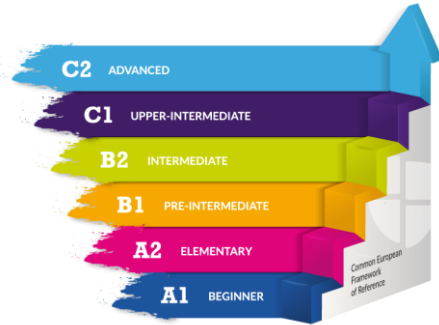 C2 ADVANCED
C1 UPPER-INTERMEDIATE
B2 INTERMEDIATE
B1 PRE-INTERMEDIATE
A2 ELEMENTARY
A1 BEGINNER
Common European
Framework
of Reference